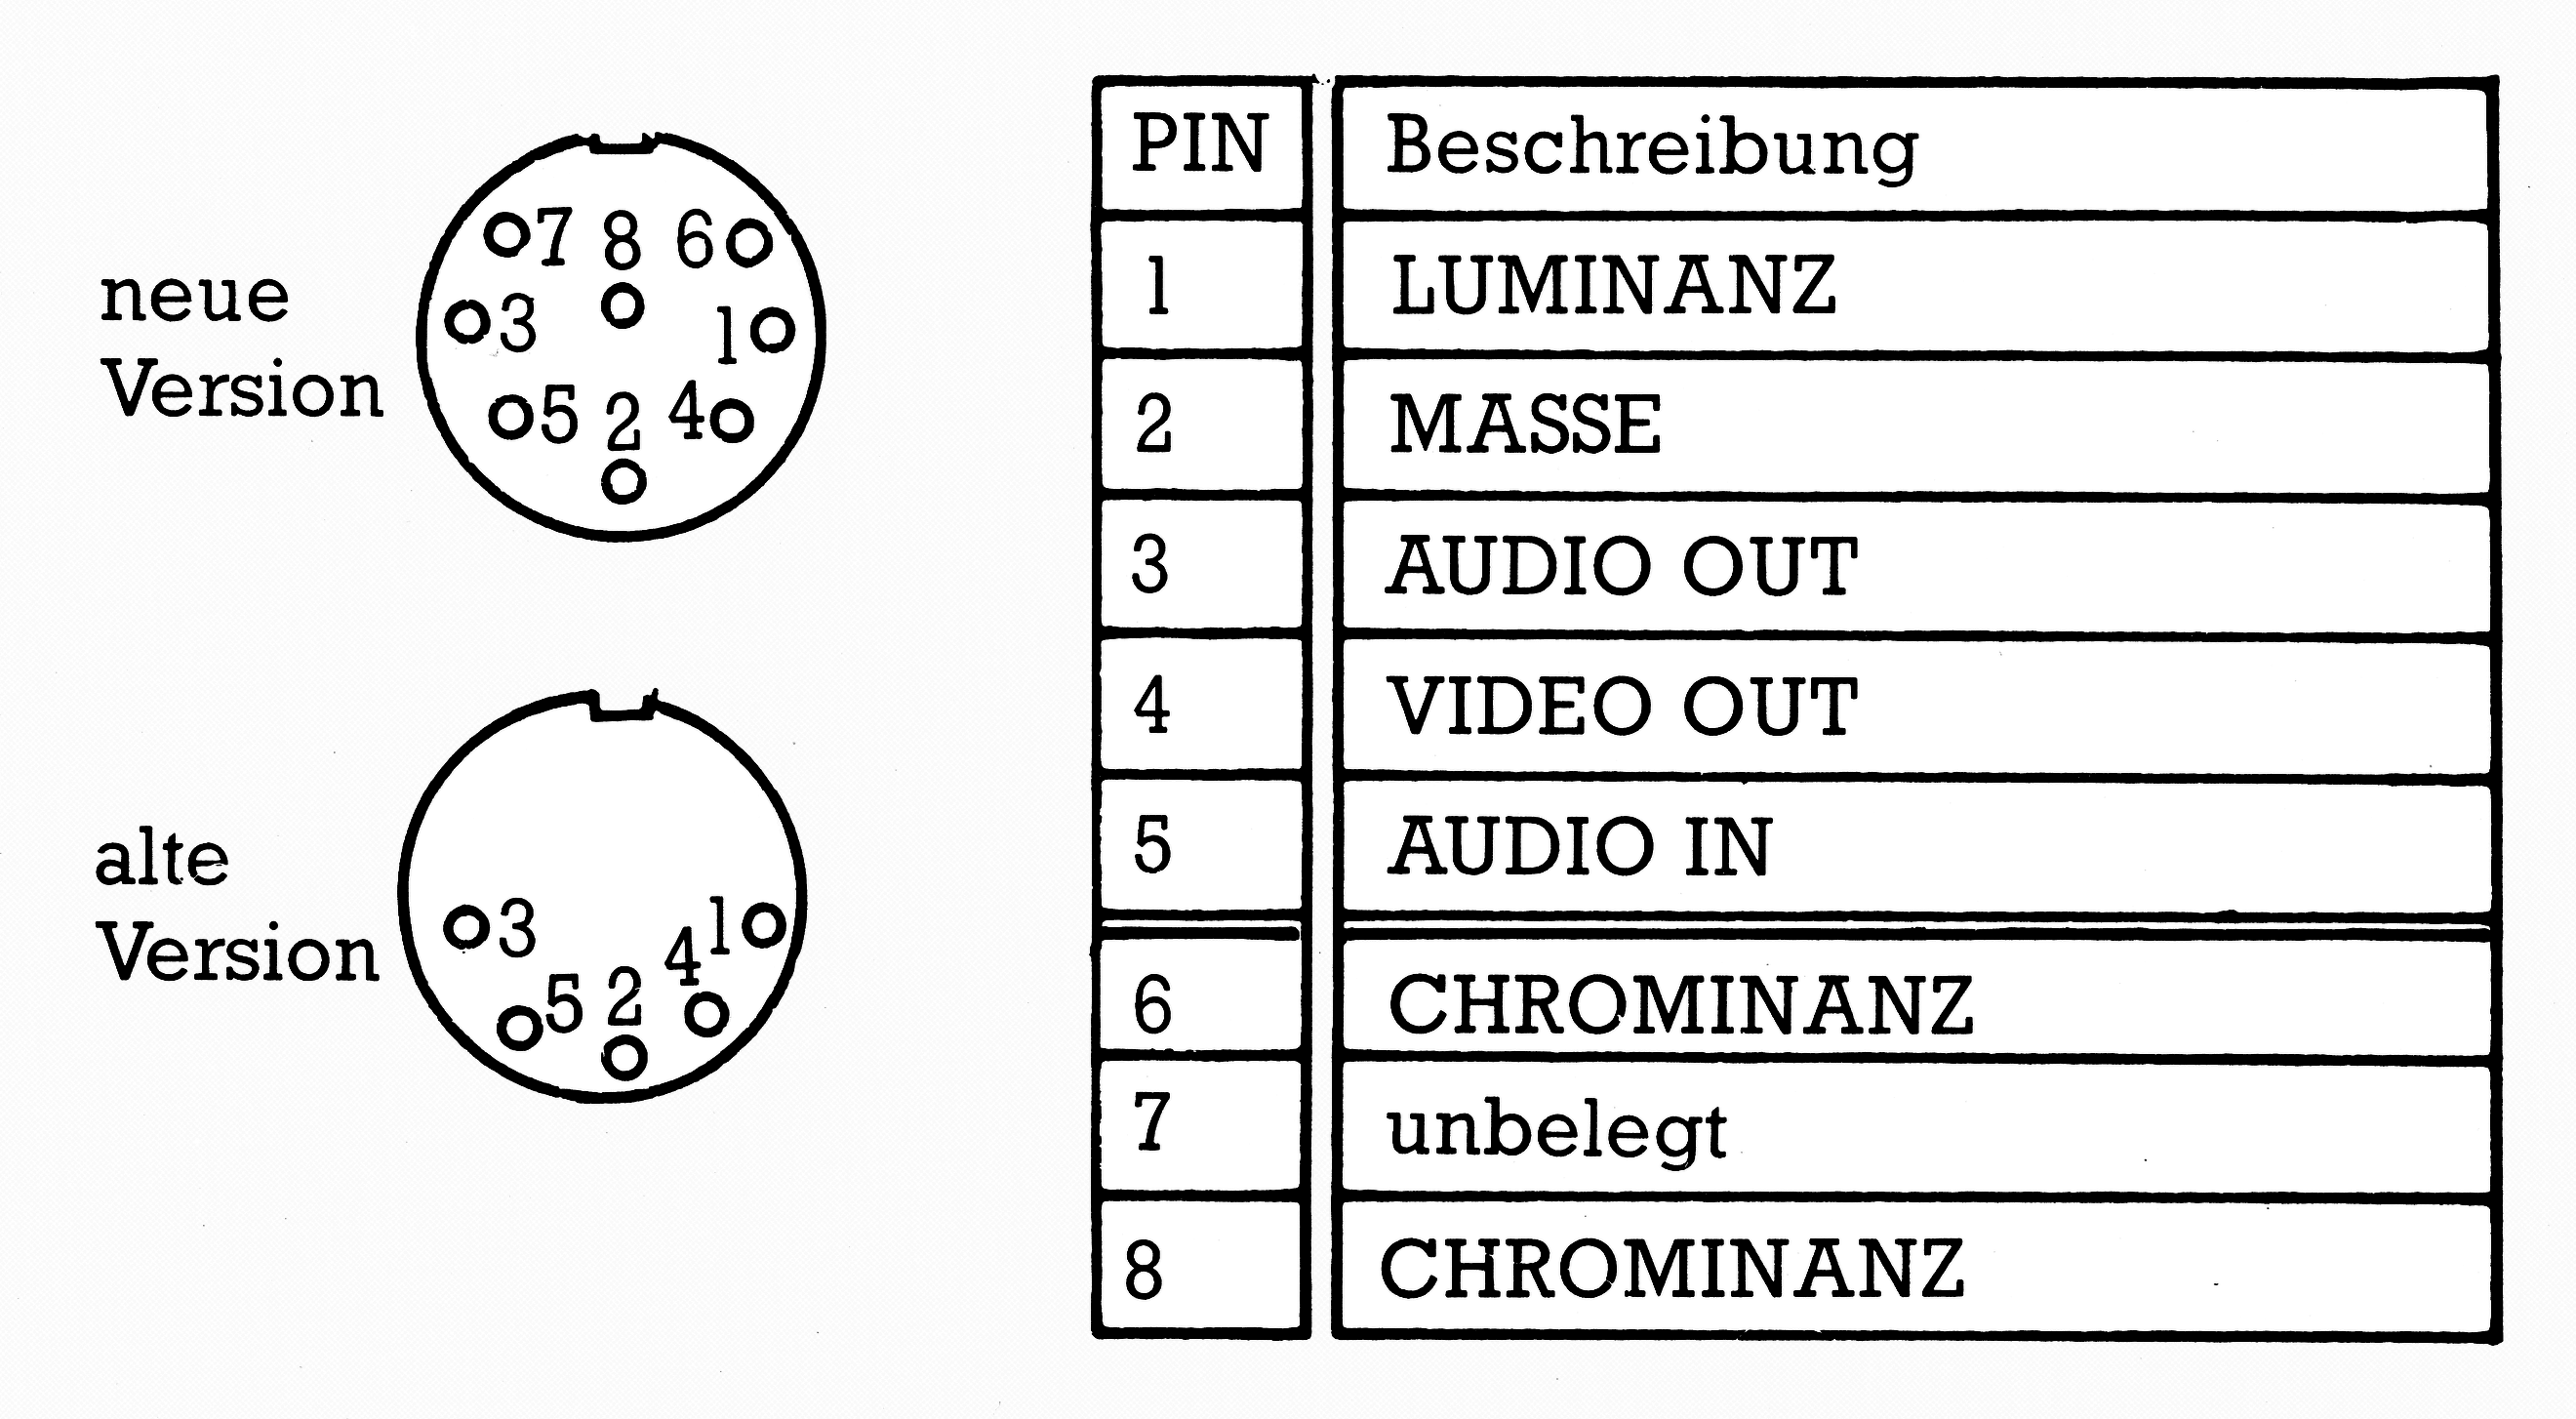 neue
Version
7 8 6
3 1
5 2 4
alte
Version
3 4 1
5 2
PIN Beschreibung
1 LUMINANZ
2 MASSE
3 AUDIO OUT
4 VIDEO OUT
5 AUDIO IN
6 CHROMINANZ
7 unbelegt
8 CHROMINANZ